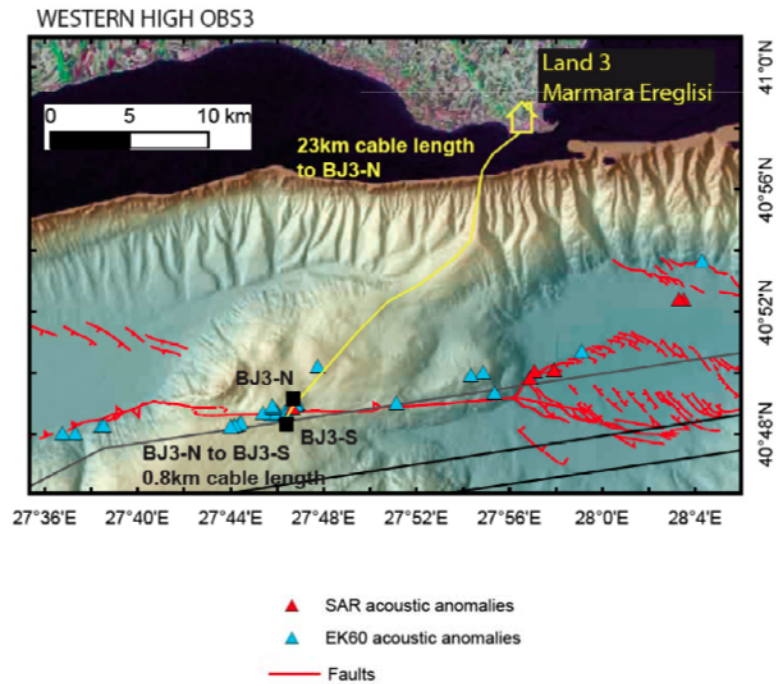 WESTERN HIGH OBS3
Land 3
Marmara Ereglisi
0 5 10 km
23km cable length
to BJ3-N
BJ3-N
BJ3-S
BJ3-N to BJ3-S
0.8km cable length
41°0'N
40°56'N
40°52'N
40°48'N
27°36'E 27°40'E 27°44'E 27°48'E 27°52'E 27°56'E 28°0'E 28°4'E
SAR acoustic anomalies
EK60 acoustic anomalies
Faults